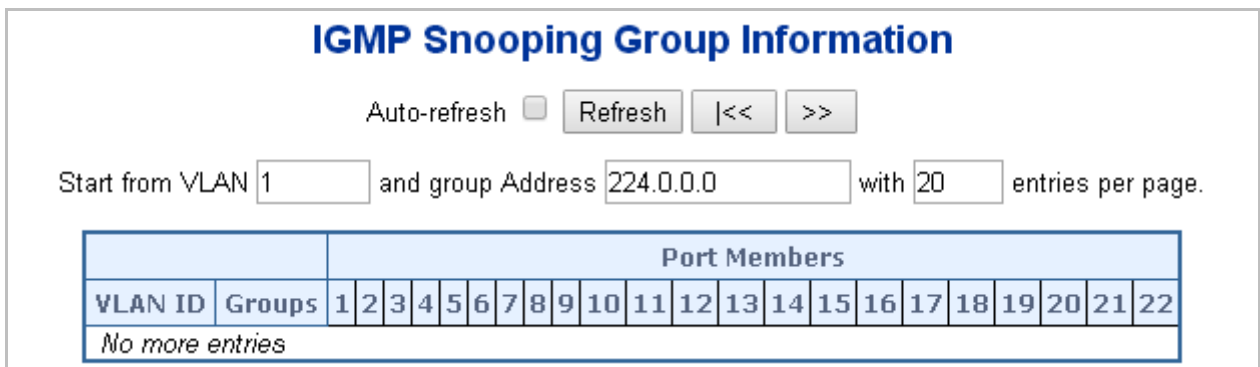 IGMP Snooping Group Information
Auto-refresh Refresh |<< >>
Start from VLAN 1 and group Address 224.0.0.0 with 20 entries per page.
Port Members
VLAN ID Groups 1 2 3 4 5 6 7 8 9 10 11 12 13 14 15 16 17 18 19 20 21 22
No more entries